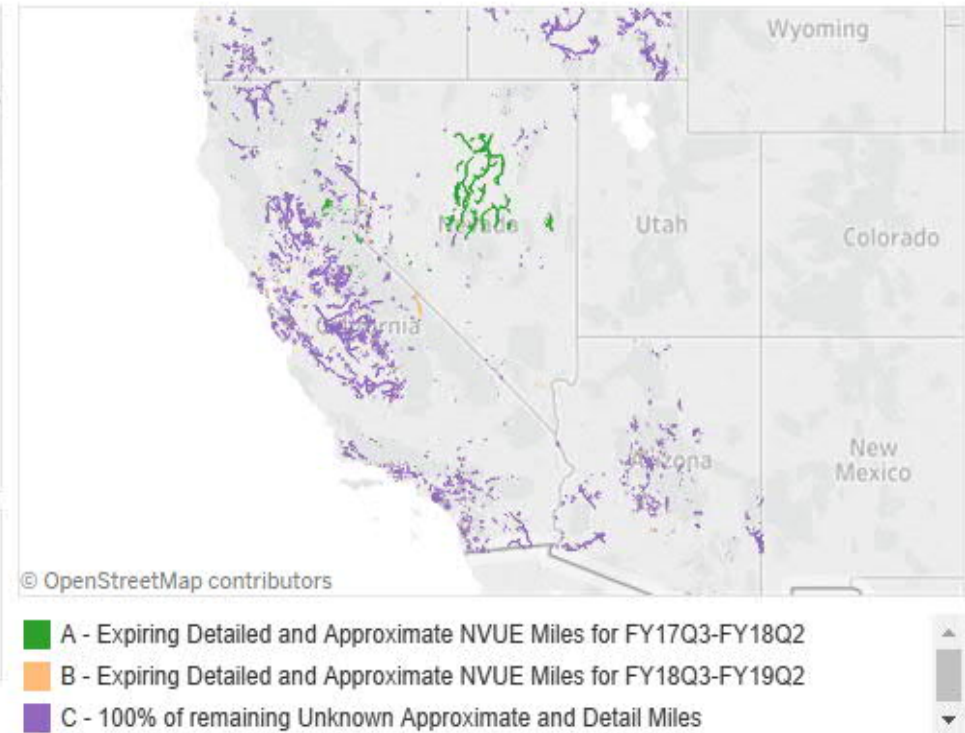 Wyoming
Nevada
Utah
Colorado
California
Arizona
New
Mexico
© OpenStreetMap contributors
A - Expiring Detailed and Approximate NVUE Miles for FY17Q3-FY18Q2
B - Expiring Detailed and Approximate NVUE Miles for FY18Q3-FY19Q2
C - 100% of remaining Unknown Approximate and Detail Miles